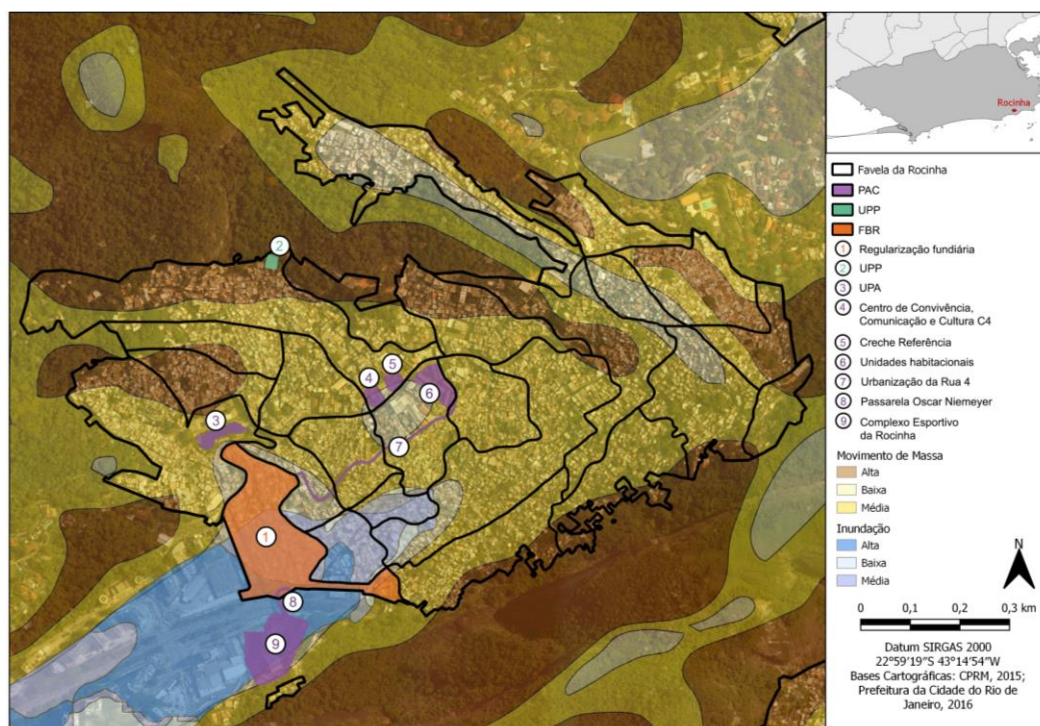 Rocinha
Favela da Rocinha
PAC
UPP
FBR
1 Regularização fundiária
2 UPP
3 UPA
4 Centro de Convivência,
Comunicação e Cultura C4
5 Creche Referência
6 Unidades habitacionais
7 Urbanização da Rua 4
8 Passarela Oscar Niemeyer
9 Complexo Esportivo
da Rocinha
Movimento de Massa
Alta
Baixa
Média
Inundação
Alta
Baixa
Média
N
0 0,1 0,2 0,3 km
Datum SIRGAS 2000
22°59'19"S 43°14'54"W
Bases Cartográficas: CPRM, 2015;
Prefeitura da Cidade do Rio de
Janeiro, 2016
2
5
4
6
3
7
1
8
9